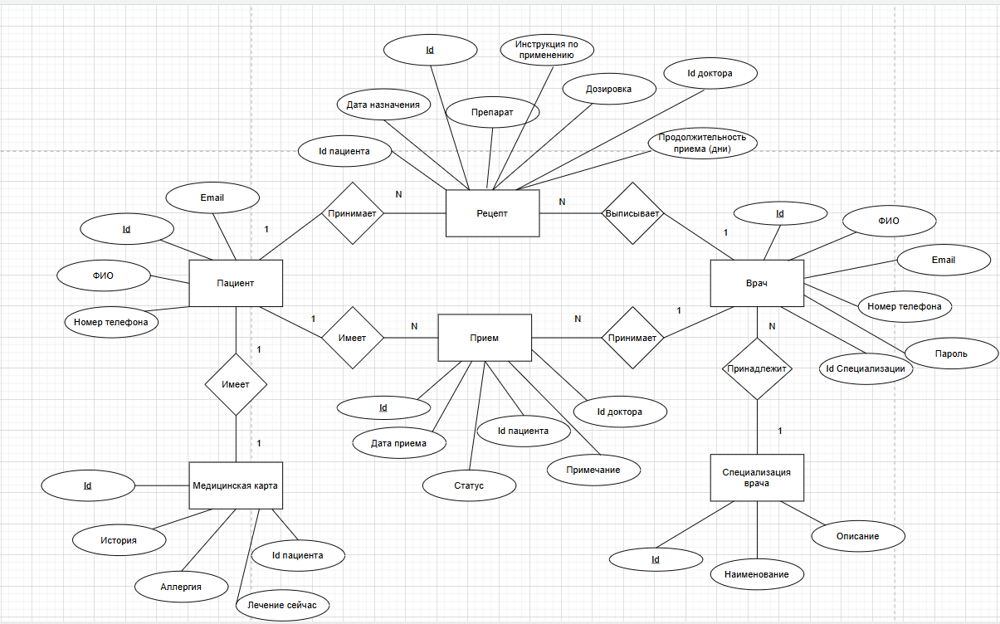 Id
Инструкция по
применению
Id доктора
Дозировка
Дата назначения
Препарат
Продолжительность
приема (дни)
Id пациента
Email
N
N
Принимает
Рецепт
Выписывает
Id
ФИО
Id
1
1
ФИО
Пациент
Врач
Email
Номер телефона
Номер телефона
1
N
N
1
Имеет
Прием
Принимает
N
1
Пароль
Принадлежит
Id Специализации
Имеет
Id
Id доктора
Дата приема
Id пациента
1
1
Примечание
Статус
Id
Медицинская карта
Специализация
врача
История
Id пациента
Описание
Id
Наименование
Аллергия
Лечение сейчас